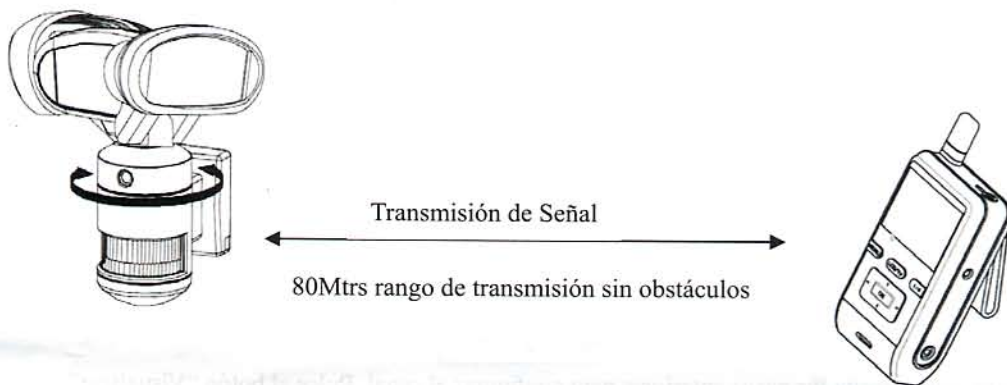 Transmisión de Señal
80Mtrs rango de transmisión sin obstáculos